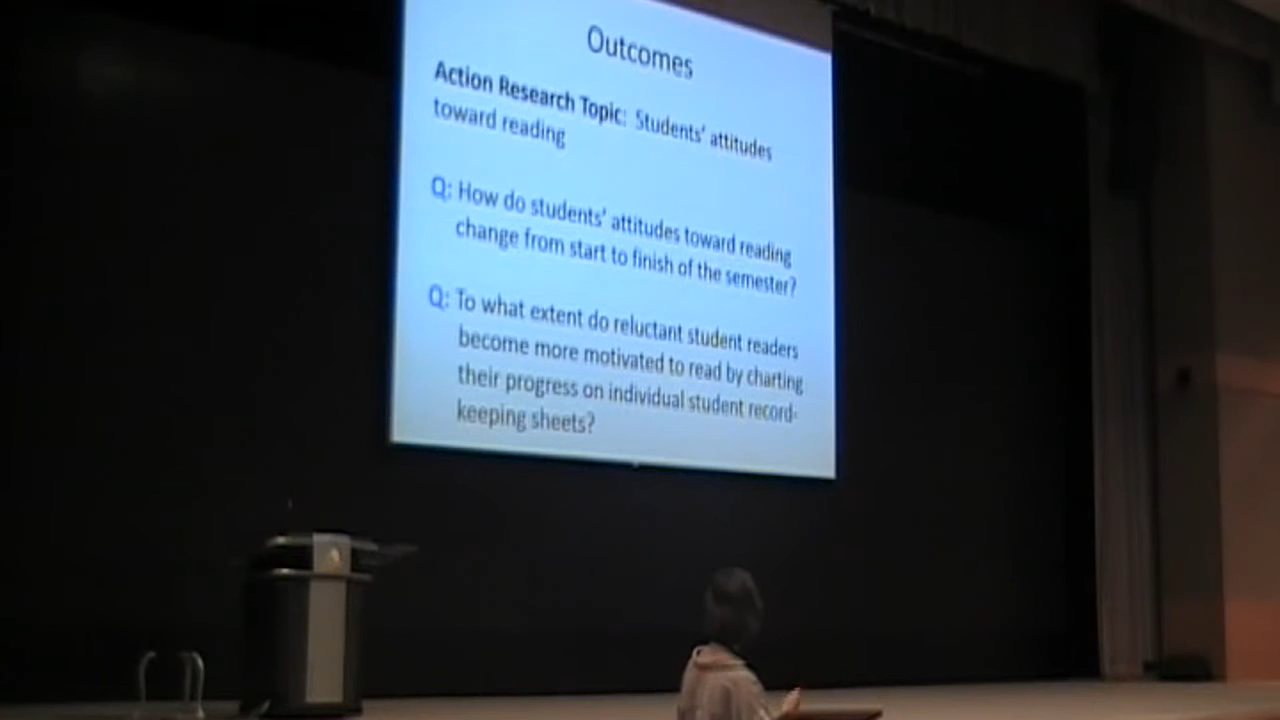 Outcomes
Action Research Topic: Students' attitudes
toward reading
Q: How do students' attitudes toward reading
change from start to finish of the semester?
Q: To what extent do reluctant student readers
become more motivated to read by charting
their progress on individual student record-
keeping sheets?